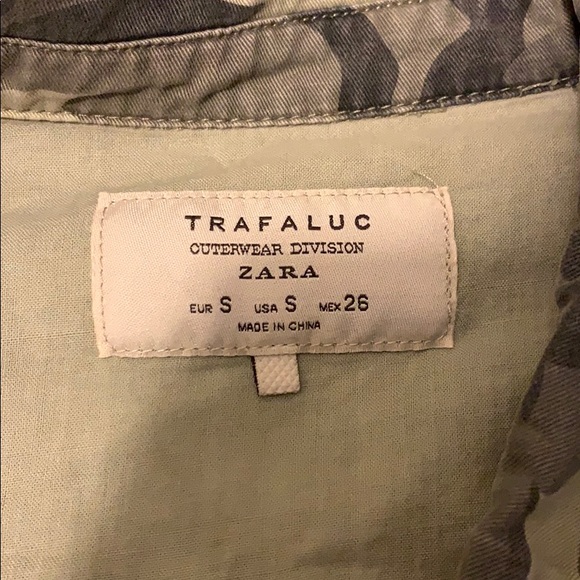 TRAFALUC
OUTERWEAR DIVISION
ZARA
EUR S USA S MEX 26
MADE IN CHINA